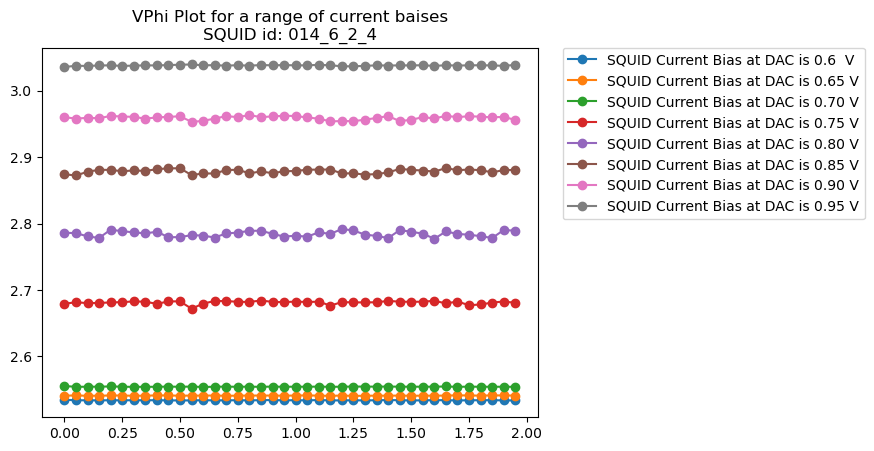 VPhi Plot for a range of current baises
SQUID id: 014_6_2_4
3.0
2.9
2.8
2.7
2.6
0.00 0.25 0.50 0.75 1.00 1.25 1.50 1.75 2.00
SQUID Current Bias at DAC is 0.6  V
SQUID Current Bias at DAC is 0.65 V
SQUID Current Bias at DAC is 0.70 V
SQUID Current Bias at DAC is 0.75 V
SQUID Current Bias at DAC is 0.80 V
SQUID Current Bias at DAC is 0.85 V
SQUID Current Bias at DAC is 0.90 V
SQUID Current Bias at DAC is 0.95 V